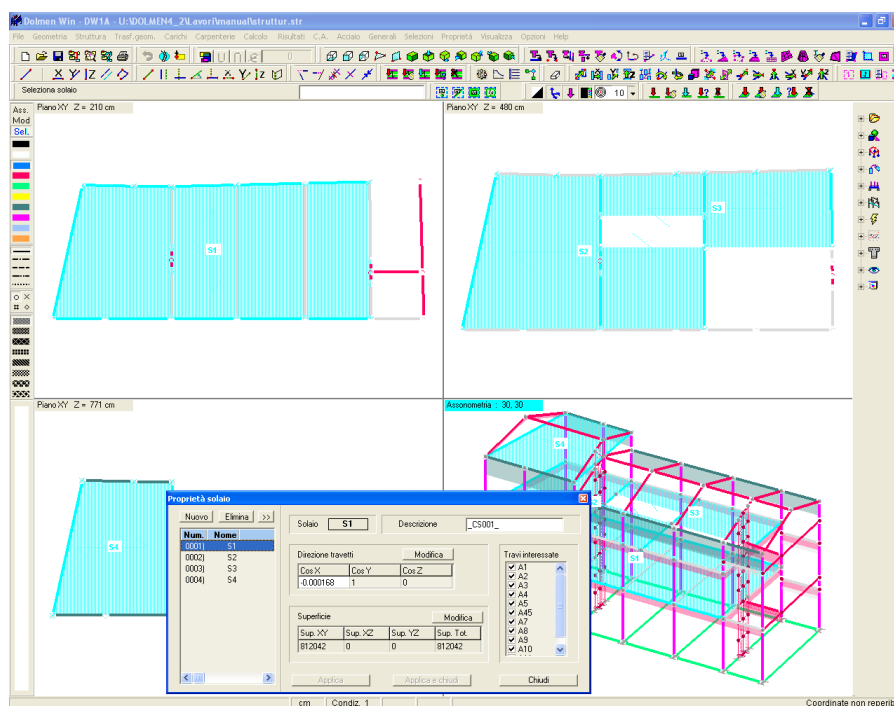 Dolmen Win - DW1A - U:\DOLMEN4_2\Lavori\manual\struttur.str
File Geometria Struttura Trasf.geom. Carichi Carpenterie Calcolo Risultati C.A. Acciaio Generali Selezioni Proprietà Visualizza Opzioni Help
10
Seleziona solaio
Ass.
Mod
Sel.
Piano XY Z = 210 cm
S1
Piano XY Z = 480 cm
S2
S3
Piano XY Z = 771 cm
S4
Assonometria : 30, 30
S4
S3
S1
Proprietà solaio
Nuovo Elimina >>
Num. Nome
0001) S1
0002) S2
0003) S3
0004) S4
Solaio S1 Descrizione _CS001_
Direzione travetti Modifica
Cos X Cos Y Cos Z
-0.000168 1 0
Superficie Modifica
Sup. XY Sup. XZ Sup. YZ Sup. Tot.
812042 0 0 812042
Travi interessate
A1
A2
A3
A4
A5
A45
A7
A8
A9
A10
Applica Applica e chiudi Chiudi
cm Condiz. 1 Coordinate non reperib